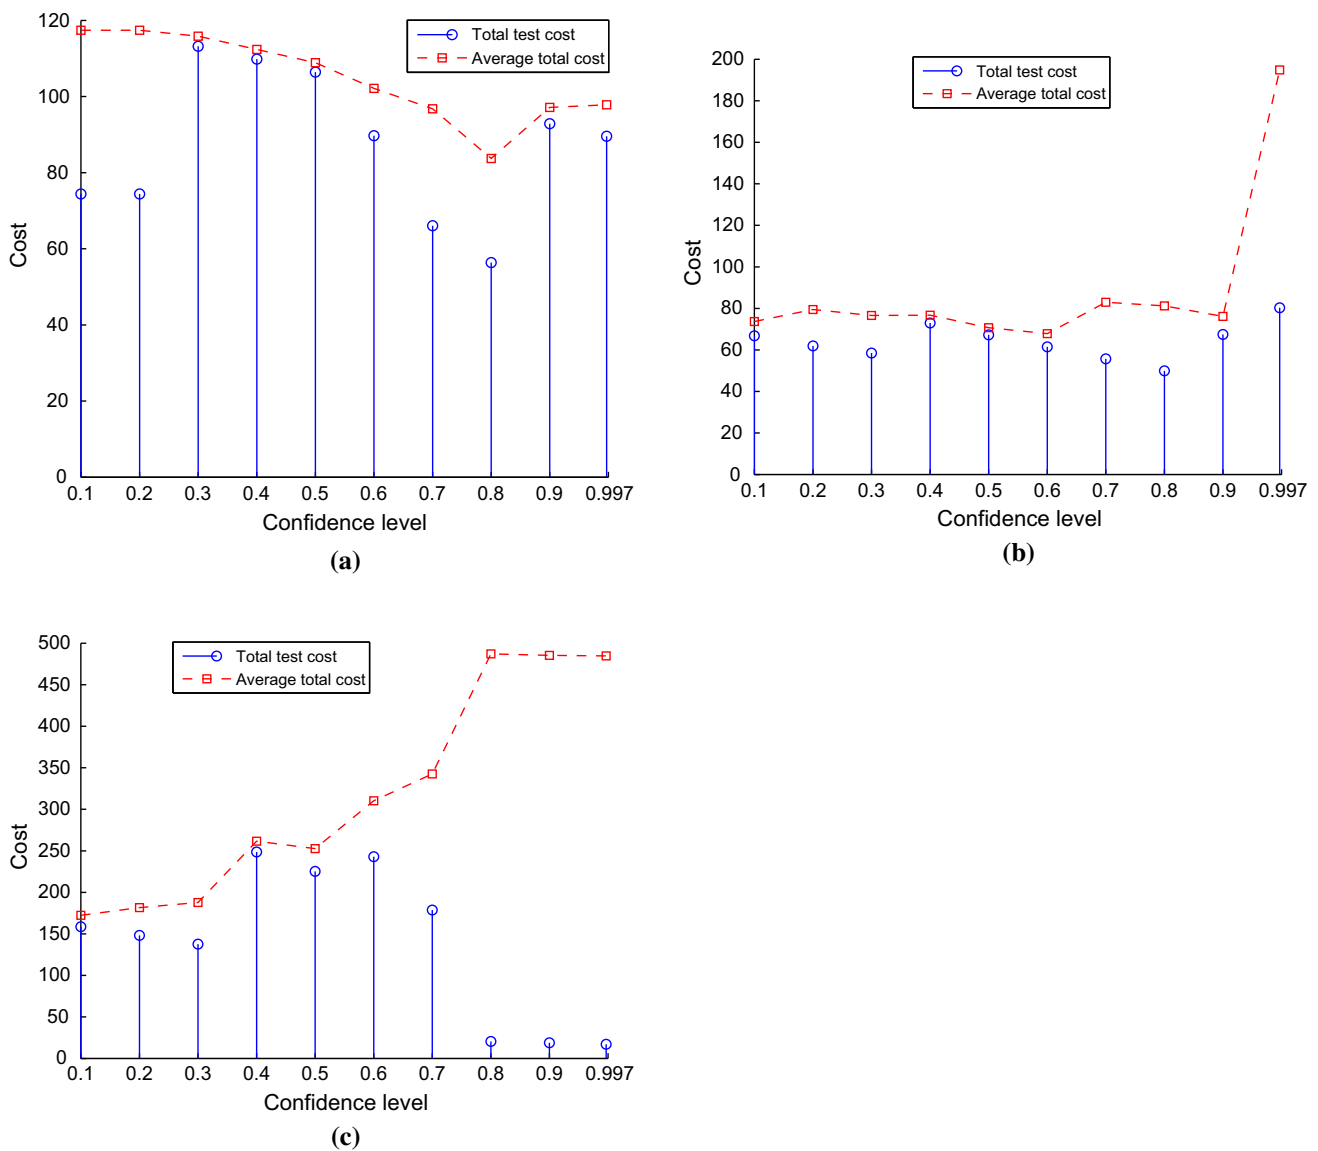 120
100
80
60
40
20
0
Cost
Total test cost
Average total cost
0.1 0.2 0.3 0.4 0.5 0.6 0.7 0.8 0.9 0.997
Confidence level
(a)
200
180
160
140
120
100
80
60
40
20
0
Cost
Total test cost
Average total cost
0.1 0.2 0.3 0.4 0.5 0.6 0.7 0.8 0.9 0.997
Confidence level
(b)
500
450
400
350
300
250
200
150
100
50
0
Cost
Total test cost
Average total cost
0.1 0.2 0.3 0.4 0.5 0.6 0.7 0.8 0.9 0.997
Confidence level
(c)